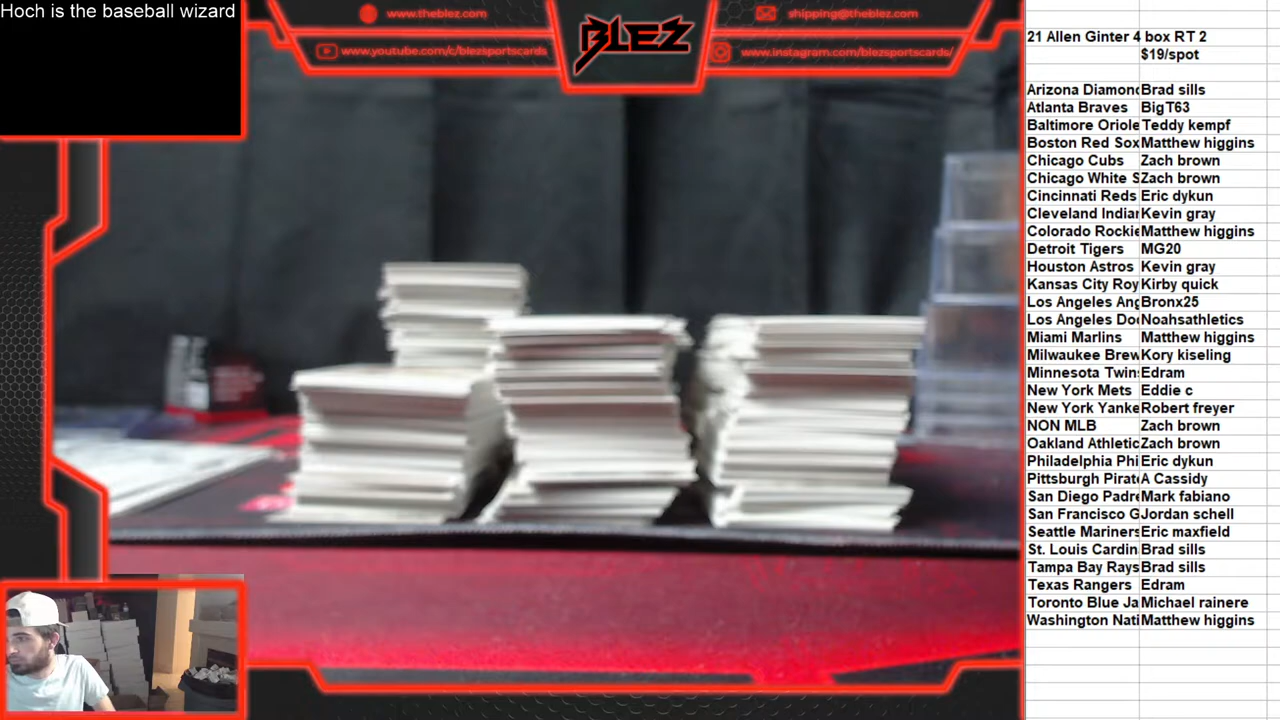 Hoch is the baseball wizard
www.theblez.com
shipping@theblez.com
www.youtube.com/c/blezsportscards
www.instagram.com/blezsportscards/
BLEZ
21 Allen Ginter 4 box RT 2
$19/spot
Arizona Diamond Brad sills
Atlanta Braves BigT63
Baltimore Oriole Teddy kempf
Boston Red Sox Matthew higgins
Chicago Cubs Zach brown
Chicago White S Zach brown
Cincinnati Reds Eric dykun
Cleveland Indian Kevin gray
Colorado Rockie Matthew higgins
Detroit Tigers MG20
Houston Astros Kevin gray
Kansas City Roy Kirby quick
Los Angeles Ang Bronx25
Los Angeles Do Noahsathletics
Miami Marlins Matthew higgins
Milwaukee Brew Kory kiseling
Minnesota Twins Edram
New York Mets Eddie c
New York Yanke Robert freyer
NON MLB Zach brown
Oakland Athletic Zach brown
Philadelphia Phi Eric dykun
Pittsburgh Pirate A Cassidy
San Diego Padre Mark fabiano
San Francisco G Jordan schell
Seattle Mariners Eric maxfield
St. Louis Cardin Brad sills
Tampa Bay Rays Brad sills
Texas Rangers Edram
Toronto Blue Ja Michael rainere
Washington Nati Matthew higgins